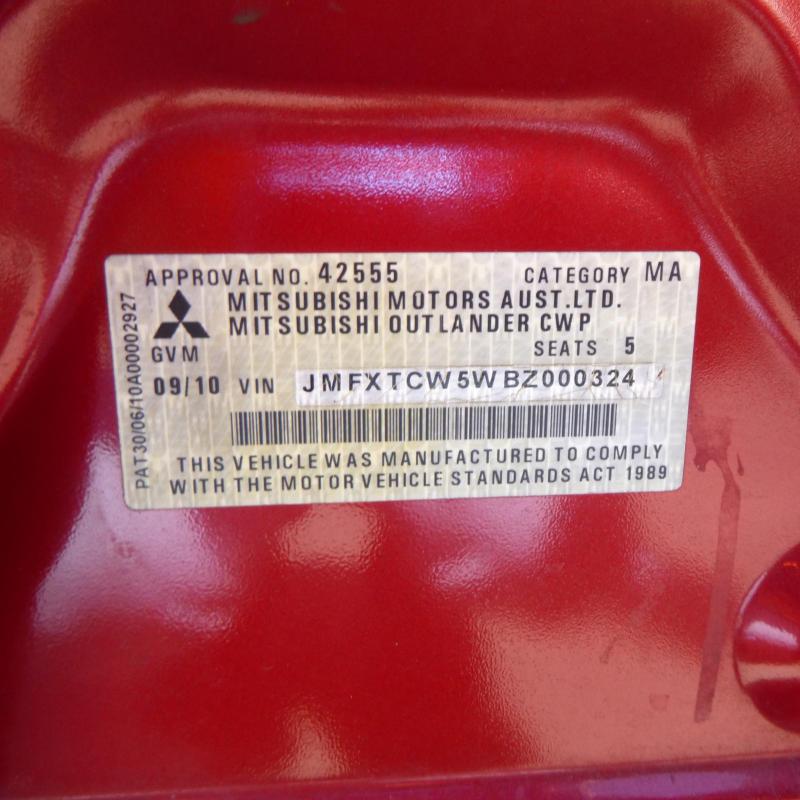 APPROVAL NO. 42555 CATEGORY MA
MITSUBISHI MOTORS AUST.LTD.
MITSUBISHI OUTLANDER CWP
GVM SEATS 5
09/10 VIN JMFXTCW5WBZ000324
THIS VEHICLE WAS MANUFACTURED TO COMPLY
WITH THE MOTOR VEHICLE STANDARDS ACT 1989
PAT30/06/10A00002927